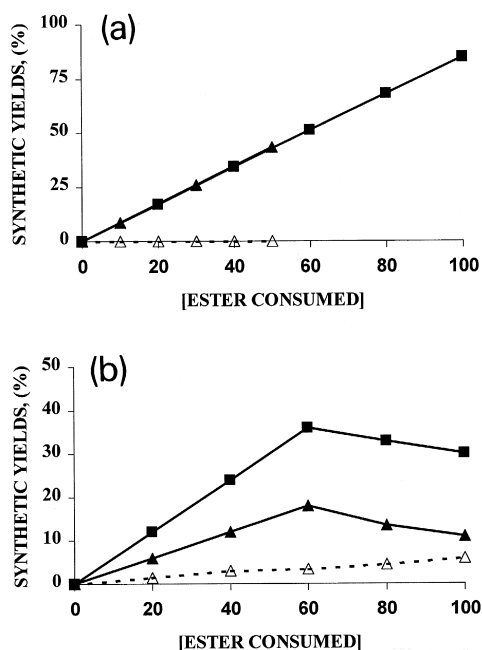 (a)
SYNTHETIC YIELDS, (%)
100
75
50
25
0
0 20 40 60 80 100
[ESTER CONSUMED]
(b)
SYNTHETIC YIELDS, (%)
50
40
30
20
10
0
0 20 40 60 80 100
[ESTER CONSUMED]